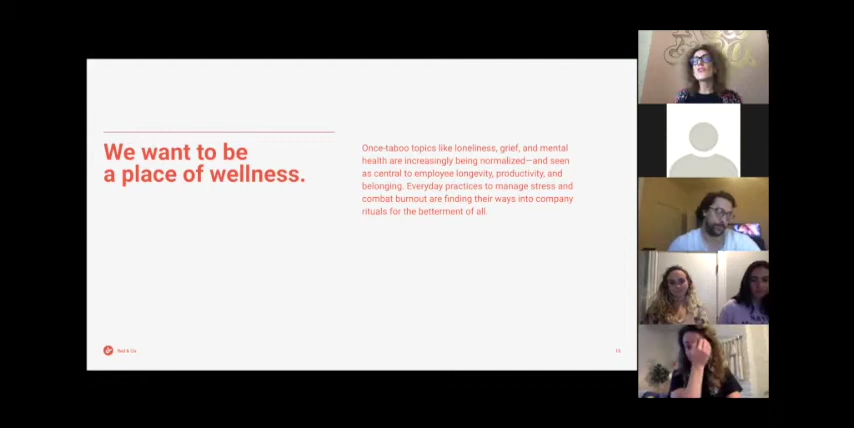 We want to be
a place of wellness.
Once-taboo topics like loneliness, grief, and mental
health are increasingly being normalized—and seen
as central to employee longevity, productivity, and
belonging. Everyday practices to manage stress and
combat burnout are finding their ways into company
rituals for the betterment of all.
Red & Co